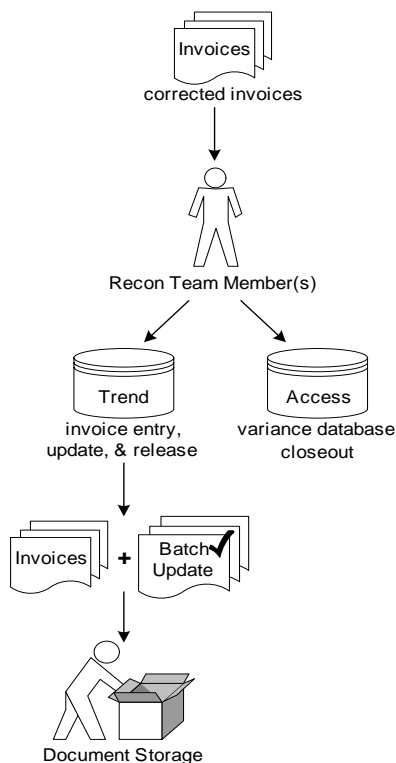 Invoices
corrected invoices
Recon Team Member(s)
Trend
invoice entry,
update, & release
Access
variance database
closeout
Invoices
+
Batch
Update
Document Storage